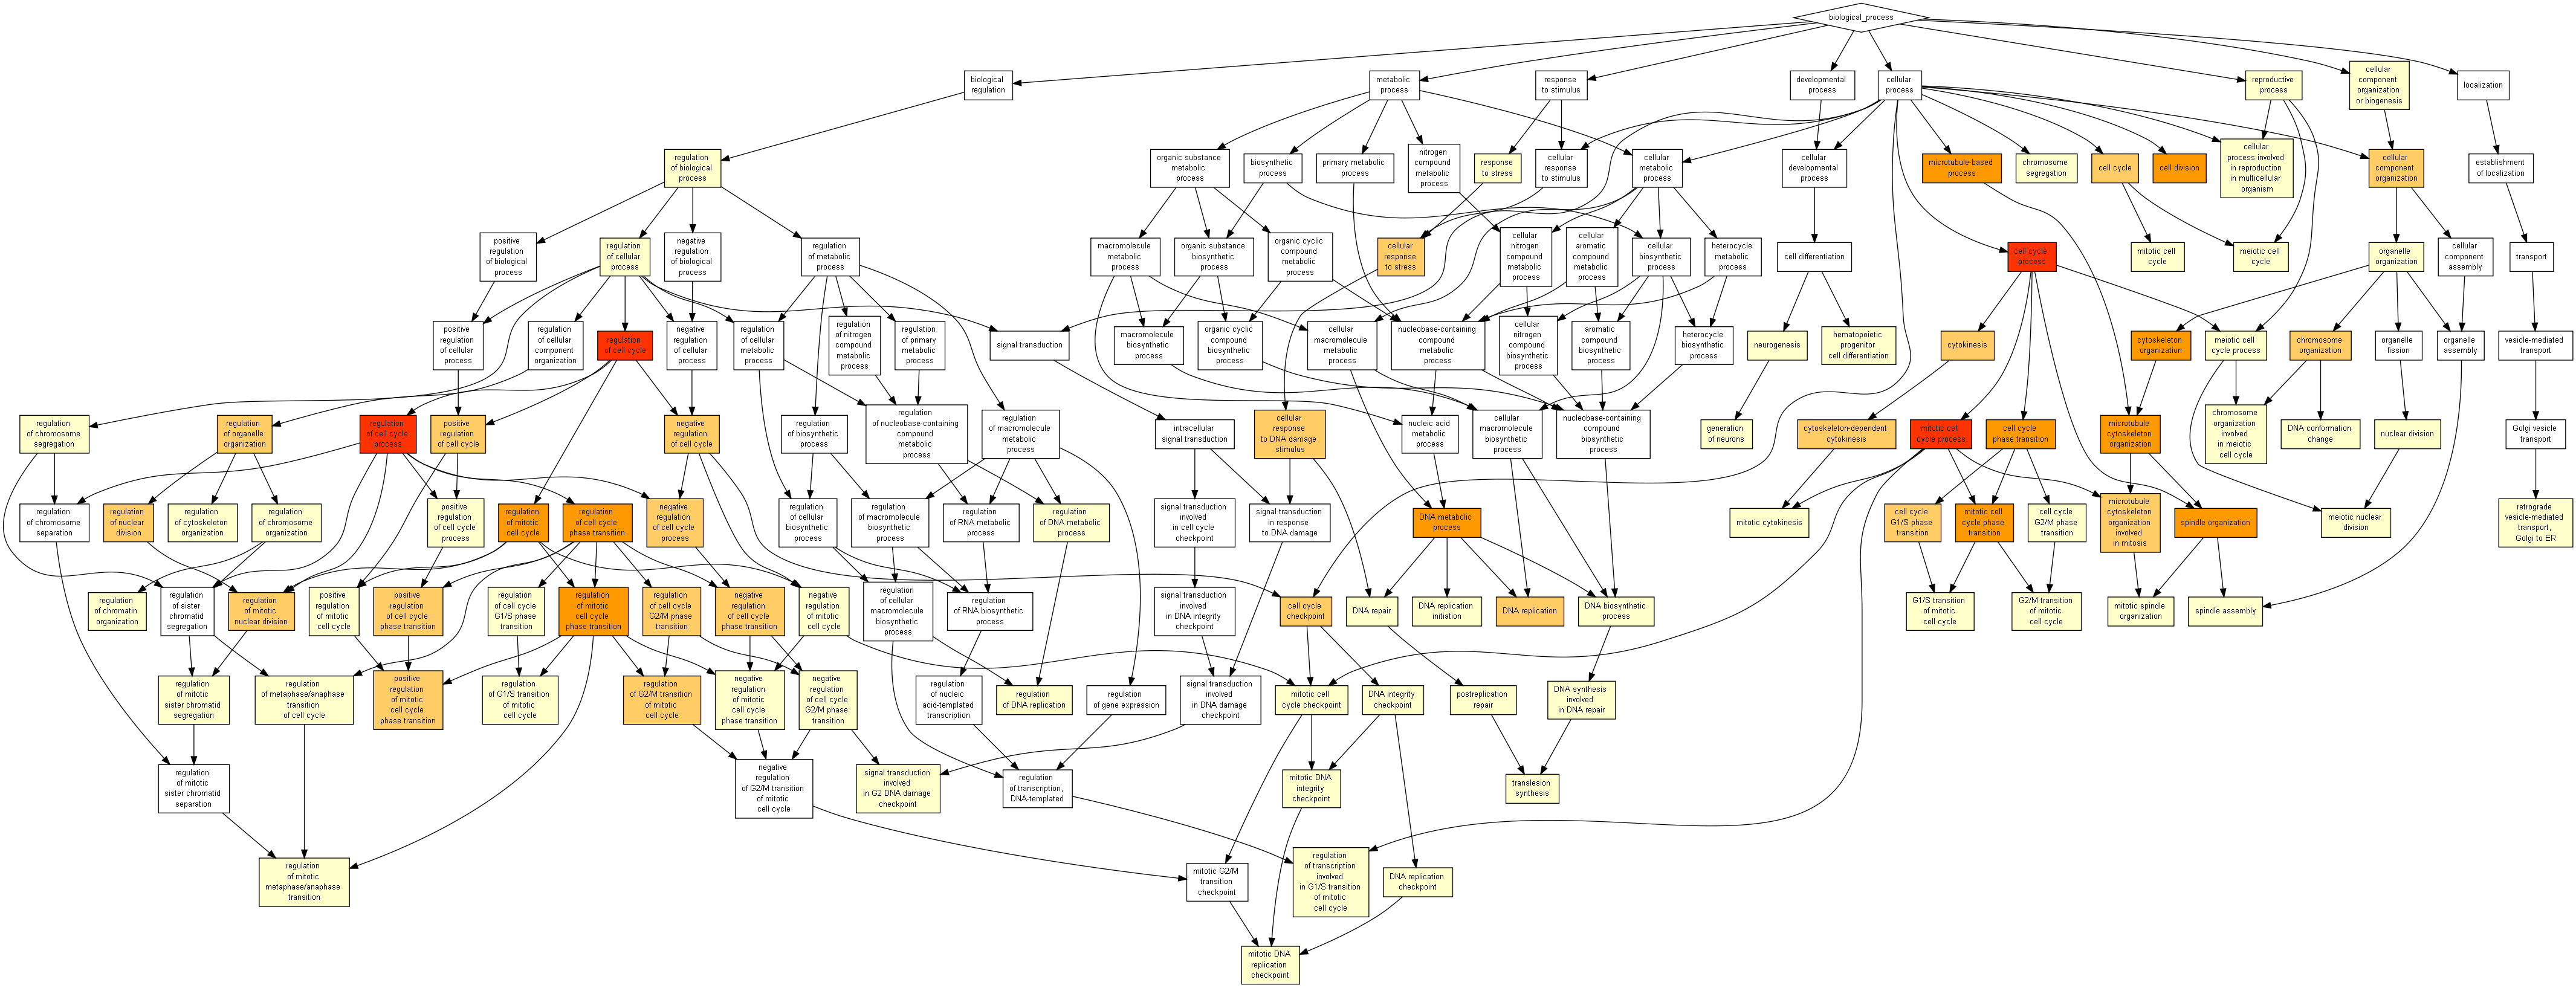 biological_process
biological
regulation
metabolic
process
response
to stimulus
developmental
process
cellular
process
reproductive
process
cellular
component
organization
or biogenesis
localization
regulation
of biological
process
organic substance
metabolic
process
biosynthetic
process
primary metabolic
process
nitrogen
compound
metabolic
process
response
to stress
cellular
response
to stimulus
cellular
metabolic
process
cellular
developmental
process
microtubule-based
process
chromosome
segregation
cell cycle
cell division
cellular
process involved
in reproduction
in multicellular
organism
cellular
component
organization
establishment
of localization
positive
regulation
of biological
process
regulation
of cellular
process
negative
regulation
of biological
process
regulation
of metabolic
process
macromolecule
metabolic
process
organic substance
biosynthetic
process
organic cyclic
compound
metabolic
process
cellular
response
to stress
cellular
nitrogen
compound
metabolic
process
cellular
aromatic
compound
metabolic
process
cellular
biosynthetic
process
heterocycle
metabolic
process
cell differentiation
cell cycle
process
mitotic cell
cycle
meiotic cell
cycle
organelle
organization
cellular
component
assembly
transport
positive
regulation
of cellular
process
regulation
of cellular
component
organization
regulation
of cell cycle
negative
regulation
of cellular
process
regulation
of cellular
metabolic
process
regulation
of nitrogen
compound
metabolic
process
regulation
of primary
metabolic
process
signal transduction
macromolecule
biosynthetic
process
organic cyclic
compound
biosynthetic
process
cellular
macromolecule
metabolic
process
nucleobase-containing
compound
metabolic
process
cellular
nitrogen
compound
biosynthetic
process
aromatic
compound
biosynthetic
process
heterocycle
biosynthetic
process
neurogenesis
hematopoietic
progenitor
cell differentiation
cytokinesis
cytoskeleton
organization
meiotic cell
cycle process
chromosome
organization
organelle
fission
organelle
assembly
vesicle-mediated
transport
regulation
of chromosome
segregation
regulation
of organelle
organization
regulation
of cell cycle
process
positive
regulation
of cell cycle
negative
regulation
of cell cycle
regulation
of biosynthetic
process
regulation
of nucleobase-containing
compound
metabolic
process
regulation
of macromolecule
metabolic
process
intracellular
signal transduction
cellular
response
to DNA damage
stimulus
nucleic acid
metabolic
process
cellular
macromolecule
biosynthetic
process
nucleobase-containing
compound
biosynthetic
process
generation
of neurons
cytoskeleton-dependent
cytokinesis
mitotic cell
cycle process
cell cycle
phase transition
microtubule
cytoskeleton
organization
chromosome
organization
involved
in meiotic
cell cycle
DNA conformation
change
nuclear division
Golgi vesicle
transport
regulation
of chromosome
separation
regulation
of nuclear
division
regulation
of cytoskeleton
organization
regulation
of chromosome
organization
positive
regulation
of cell cycle
process
regulation
of mitotic
cell cycle
regulation
of cell cycle
phase transition
negative
regulation
of cell cycle
process
regulation
of cellular
biosynthetic
process
regulation
of macromolecule
biosynthetic
process
regulation
of RNA metabolic
process
regulation
of DNA metabolic
process
signal transduction
involved
in cell cycle
checkpoint
signal transduction
in response
to DNA damage
DNA metabolic
process
mitotic cytokinesis
cell cycle
G1/S phase
transition
mitotic cell
cycle phase
transition
cell cycle
G2/M phase
transition
microtubule
cytoskeleton
organization
involved
in mitosis
spindle organization
meiotic nuclear
division
retrograde
vesicle-mediated
transport,
Golgi to ER
regulation
of chromatin
organization
regulation
of sister
chromatid
segregation
regulation
of mitotic
nuclear division
positive
regulation
of mitotic
cell cycle
positive
regulation
of cell cycle
phase transition
regulation
of cell cycle
G1/S phase
transition
regulation
of mitotic
cell cycle
phase transition
regulation
of cell cycle
G2/M phase
transition
negative
regulation
of cell cycle
phase transition
negative
regulation
of mitotic
cell cycle
regulation
of cellular
macromolecule
biosynthetic
process
regulation
of RNA biosynthetic
process
signal transduction
involved
in DNA integrity
checkpoint
cell cycle
checkpoint
DNA repair
DNA replication
initiation
DNA replication
DNA biosynthetic
process
G1/S transition
of mitotic
cell cycle
G2/M transition
of mitotic
cell cycle
mitotic spindle
organization
spindle assembly
regulation
of mitotic
sister chromatid
segregation
regulation
of metaphase/anaphase
transition
of cell cycle
positive
regulation
of mitotic
cell cycle
phase transition
regulation
of G1/S transition
of mitotic
cell cycle
regulation
of G2/M transition
of mitotic
cell cycle
negative
regulation
of mitotic
cell cycle
phase transition
negative
regulation
of cell cycle
G2/M phase
transition
regulation
of nucleic
acid-templated
transcription
regulation
of DNA replication
regulation
of gene expression
signal transduction
involved
in DNA damage
checkpoint
mitotic cell
cycle checkpoint
DNA integrity
checkpoint
postreplication
repair
DNA synthesis
involved
in DNA repair
regulation
of mitotic
sister chromatid
separation
negative
regulation
of G2/M transition
of mitotic
cell cycle
signal transduction
involved
in G2 DNA damage
checkpoint
regulation
of transcription,
DNA-templated
mitotic DNA
integrity
checkpoint
translesion
synthesis
regulation
of mitotic
metaphase/anaphase
transition
mitotic G2/M
transition
checkpoint
regulation
of transcription
involved
in G1/S transition
of mitotic
cell cycle
DNA replication
checkpoint
mitotic DNA
replication
checkpoint